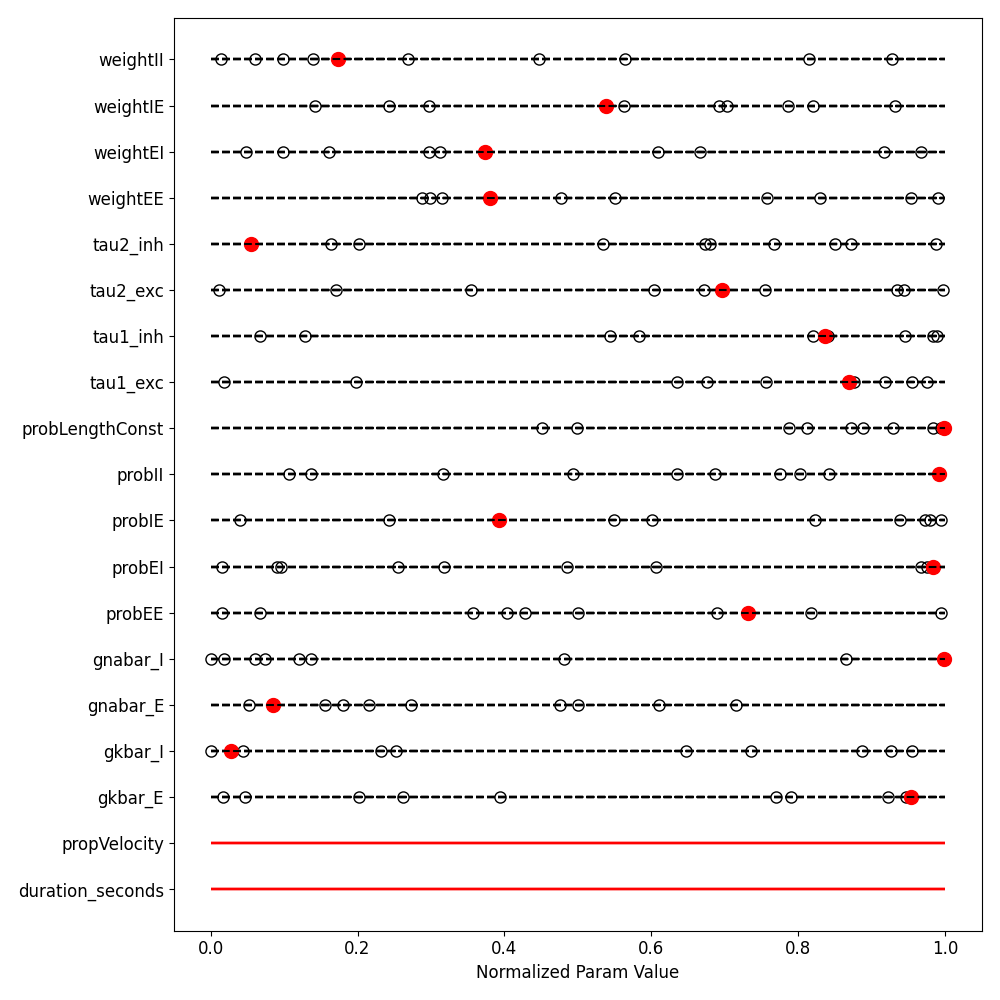 weightII
weightIE
weightEI
weightEE
tau2_inh
tau2_exc
tau1_inh
tau1_exc
probLengthConst
probII
probIE
probEI
probEE
gnabar_I
gnabar_E
gkbar_I
gkbar_E
propVelocity
duration_seconds
0.0 0.2 0.4 0.6 0.8 1.0
Normalized Param Value